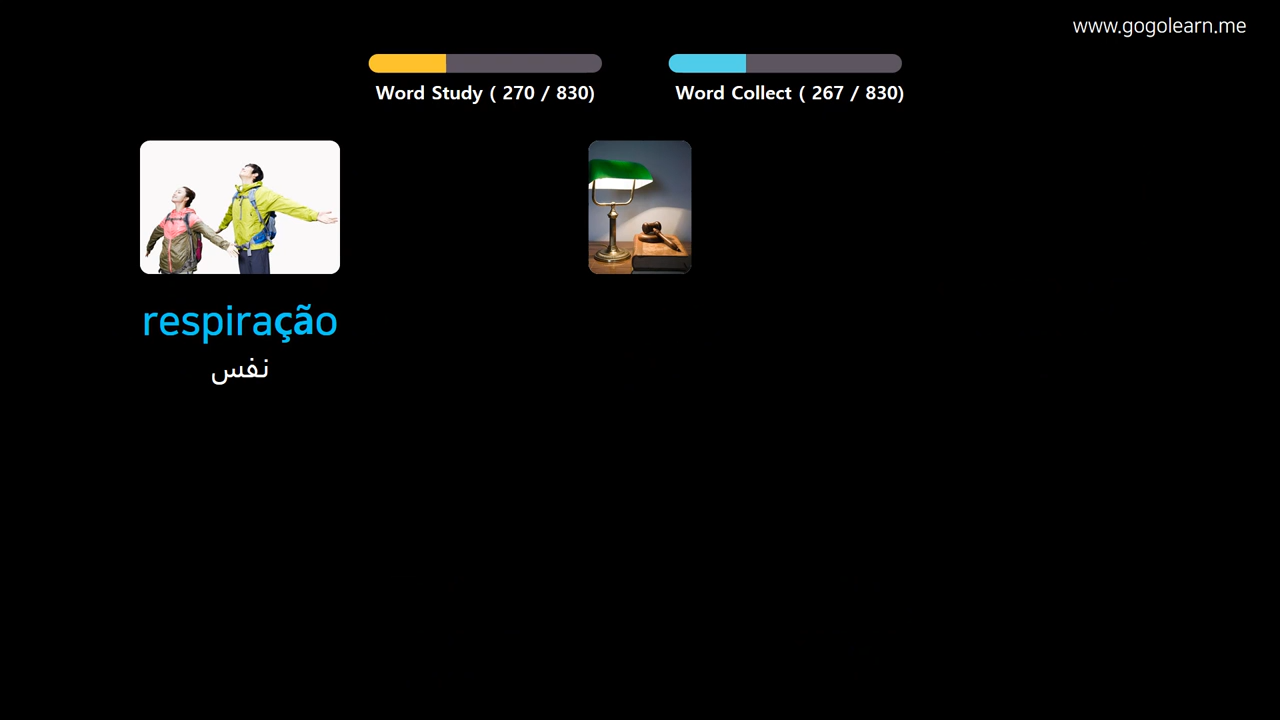 www.gogolearn.me
Word Study ( 270 / 830)
Word Collect ( 267 / 830)
respiração
نفس